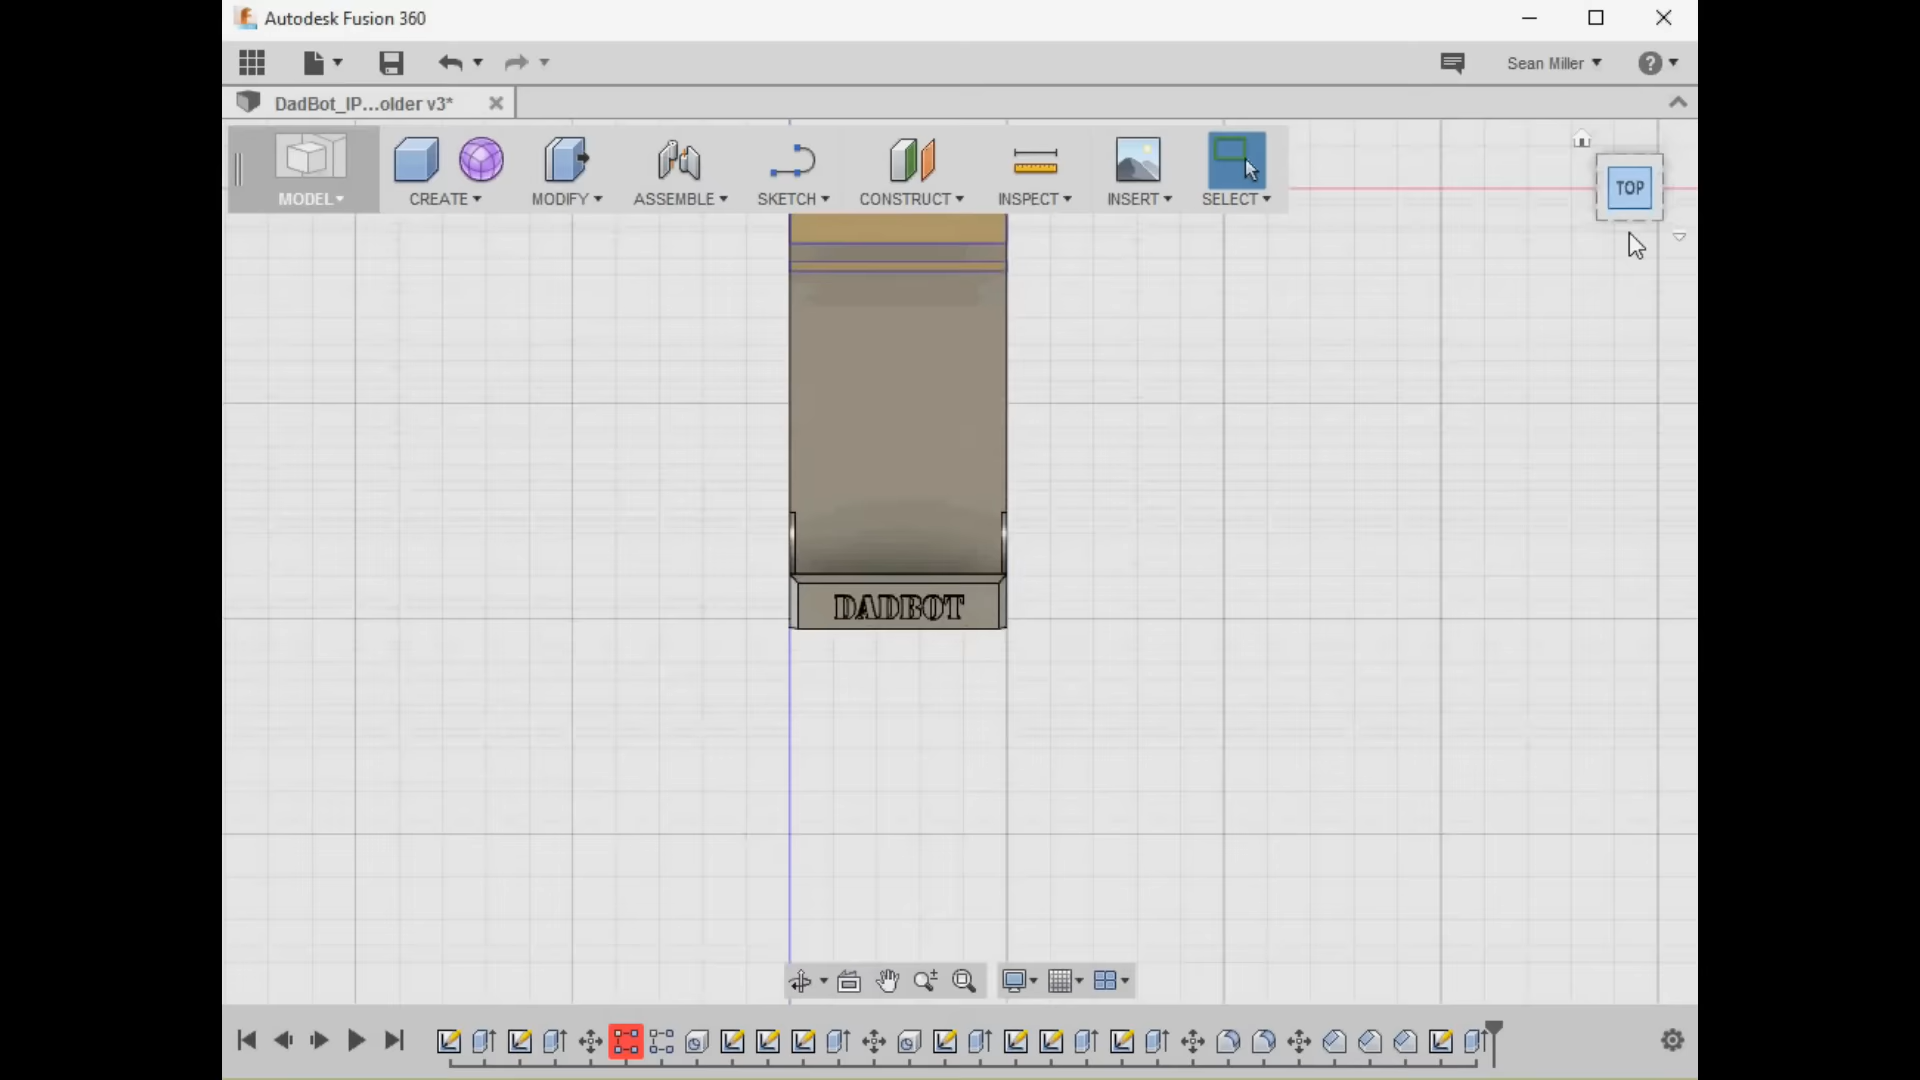 Autodesk Fusion 360
Sean Miller
DadBot_IP...older v3*
MODEL
CREATE
MODIFY
ASSEMBLE
SKETCH
CONSTRUCT
INSPECT
INSERT
SELECT
TOP
DADBOT